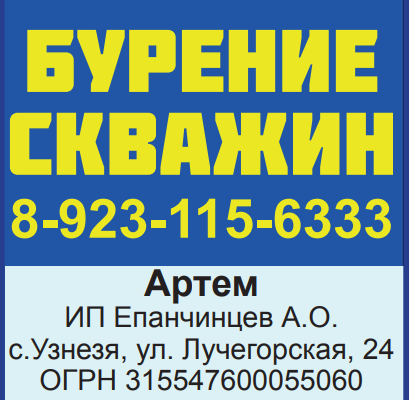 БУРЕНИЕ
СКВАЖИН
8-923-115-6333
Артем
ИП Епанчинцев А.О.
с.Узнезя, ул. Лучегорская, 24
ОГРН 315547600055060